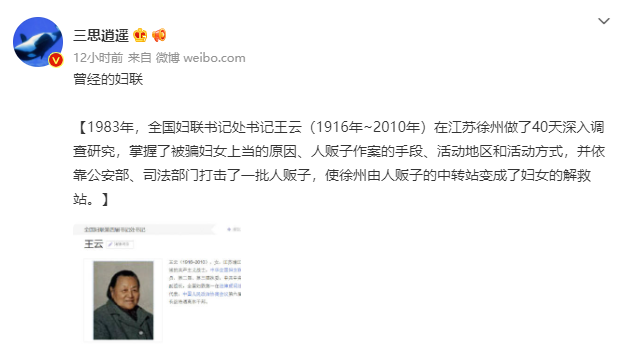 三思逍遥
12小时前 来自 微博 weibo.com
曾经的妇联
【1983年，全国妇联书记处书记王云（1916年~2010年）在江苏徐州做了40天深入调
查研究，掌握了被骗妇女上当的原因、人贩子作案的手段、活动地区和活动方式，并依
靠公安部、司法部门打击了一批人贩子，使徐州由人贩子的中转站变成了妇女的解救
站。】
王云